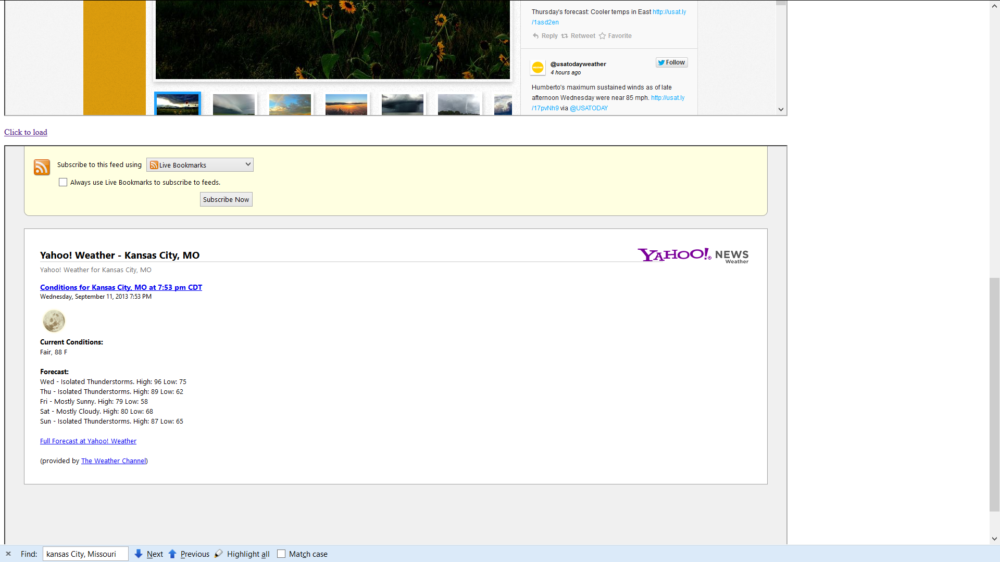 Thursday's forecast: Cooler temps in East http://usat.ly
/1asd2en
Reply Retweet Favorite
@usatodayweather
Follow
4 hours ago
Humberto's maximum sustained winds as of late
afternoon Wednesday were near 85 mph. http://usat.ly
/17pvNh9 via @USATODAY
Click to load
Subscribe to this feed using Live Bookmarks
Always use Live Bookmarks to subscribe to feeds.
Subscribe Now
Yahoo! Weather - Kansas City, MO
YAHOO!® NEWS
Weather
Yahoo! Weather for Kansas City, MO
Conditions for Kansas City, MO at 7:53 pm CDT
Wednesday, September 11, 2013 7:53 PM
Current Conditions:
Fair, 88 F
Forecast:
Wed - Isolated Thunderstorms. High: 96 Low: 75
Thu - Isolated Thunderstorms. High: 89 Low: 62
Fri - Mostly Sunny. High: 79 Low: 58
Sat - Mostly Cloudy. High: 80 Low: 68
Sun - Isolated Thunderstorms. High: 87 Low: 65
Full Forecast at Yahoo! Weather
(provided by The Weather Channel)
Find: kansas City, Missouri Next Previous Highlight all Match case